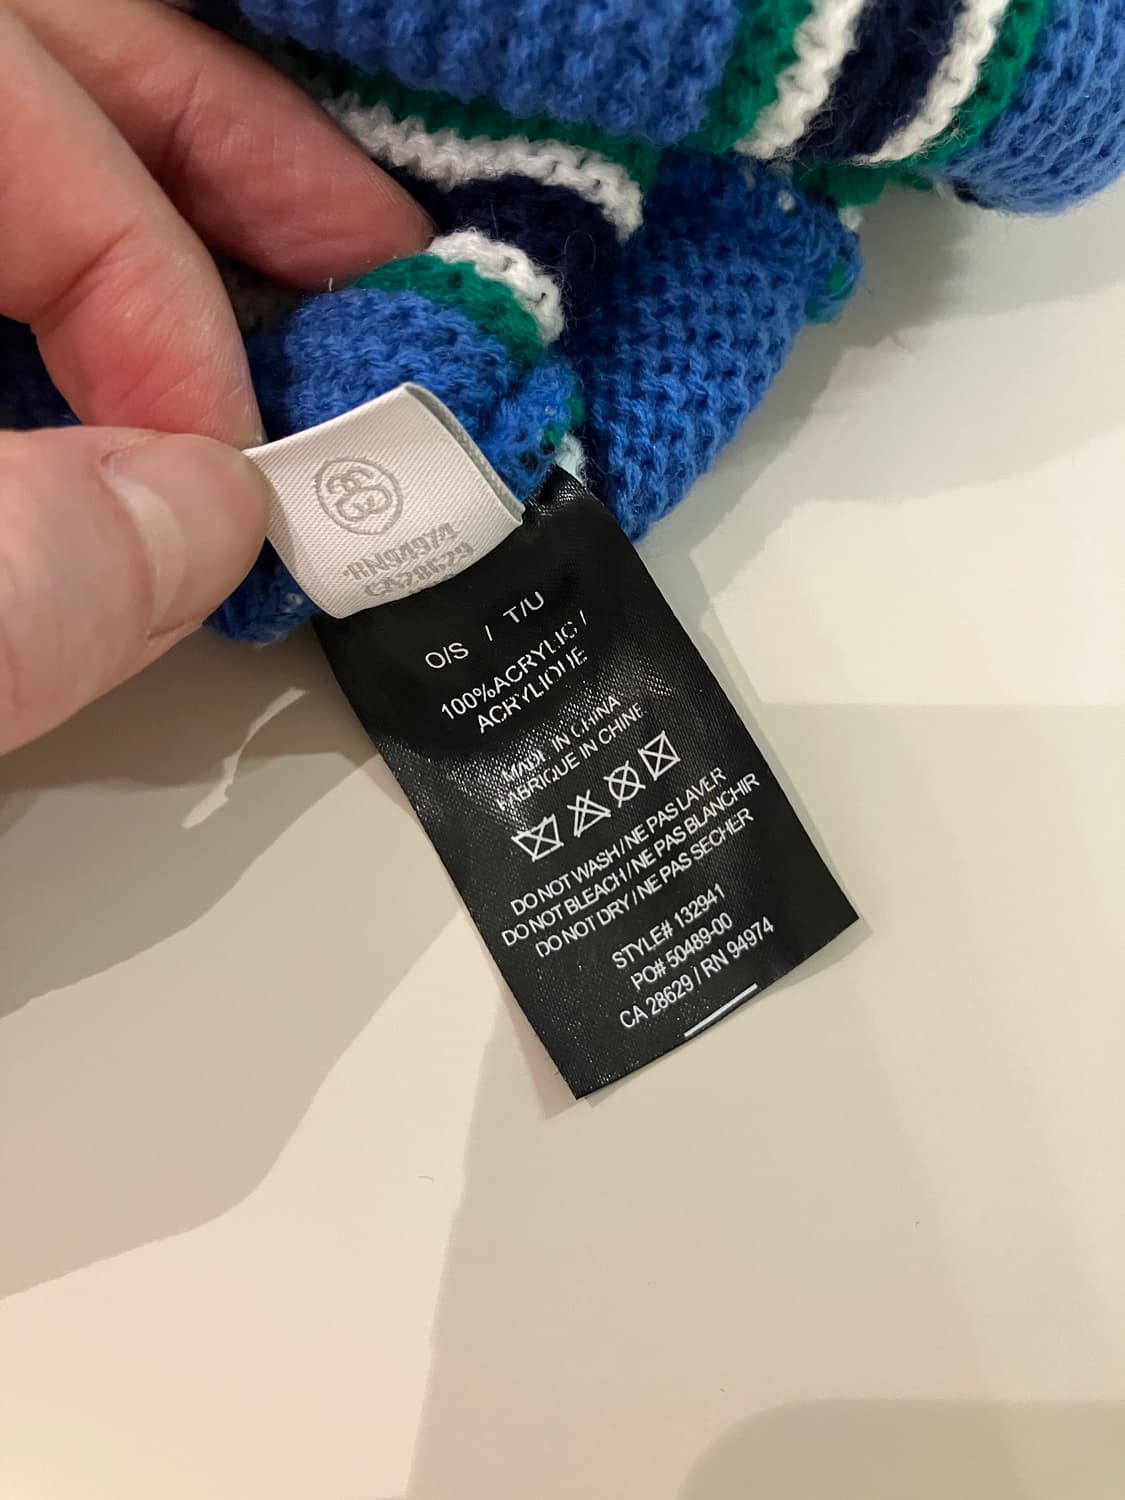 O/S / T/U
100%ACRYLIC /
ACRYLIQUE
MADE IN CHINA
FABRIQUE IN CHINE
DO NOT WASH / NE PAS LAVER
DO NOT BLEACH / NE PAS BLANCHIR
DO NOT DRY / NE PAS SECHER
STYLE# 132941
PO# 50489-00
CA 28629 / RN 94974